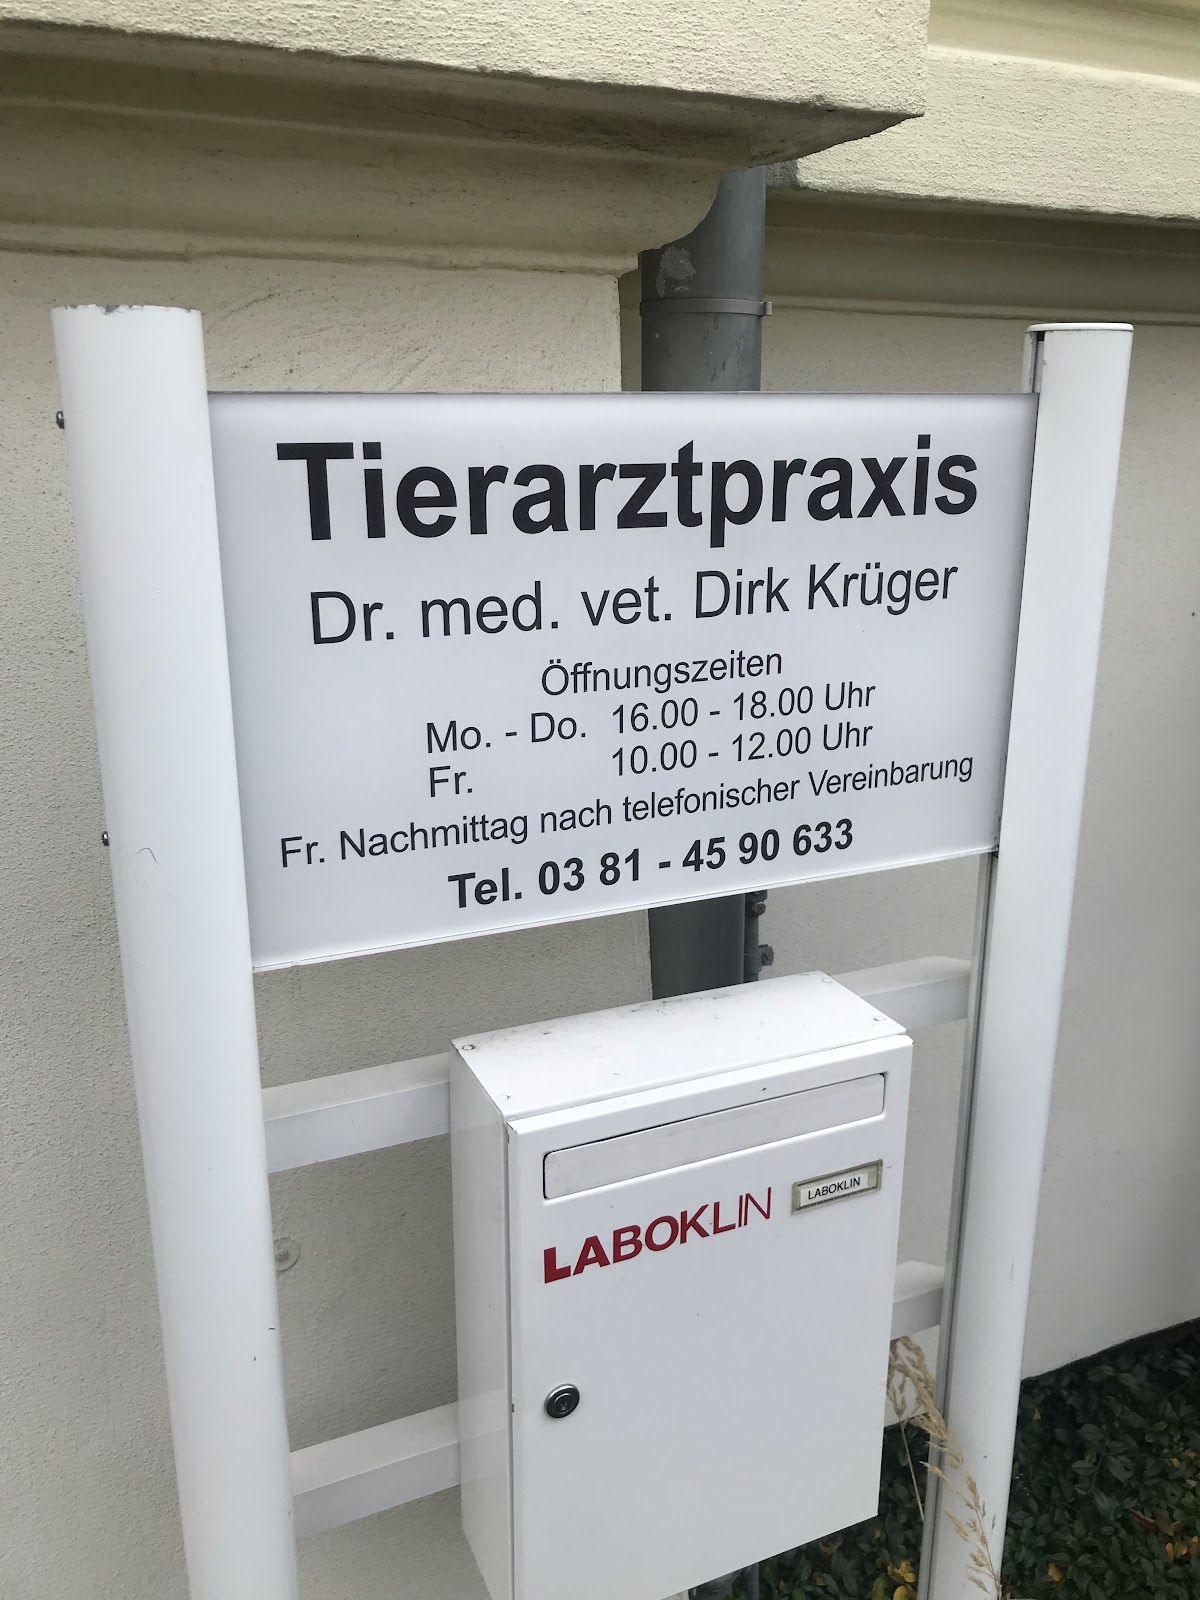 Tierarztpraxis
Dr. med. vet. Dirk Krüger
Öffnungszeiten
Mo. - Do. 16.00 - 18.00 Uhr
Fr. 10.00 - 12.00 Uhr
Fr. Nachmittag nach telefonischer Vereinbarung
Tel. 03 81 - 45 90 633
LABOKLIN
LABOKLIN